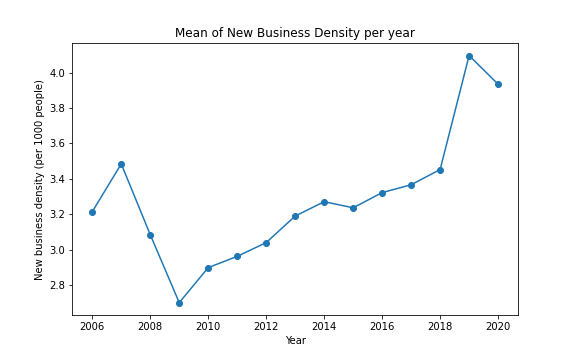 Mean of New Business Density per year
New business density (per 1000 people)
4.0
3.8
3.6
3.4
3.2
3.0
2.8
2006 2008 2010 2012 2014 2016 2018 2020
Year